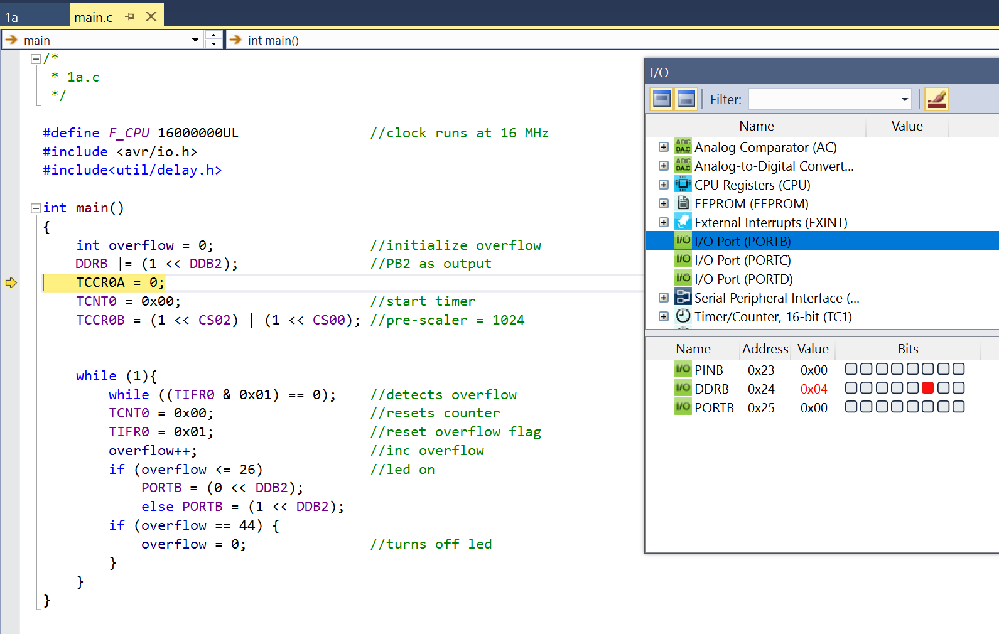 1a
main.c
main
int main()
/*
* 1a.c
*/
#define F_CPU 16000000UL //clock runs at 16 MHz
#include <avr/io.h>
#include<util/delay.h>
int main()
{
int overflow = 0; //initialize overflow
DDRB |= (1 << DDB2); //PB2 as output
TCCR0A = 0;
TCNT0 = 0x00; //start timer
TCCR0B = (1 << CS02) | (1 << CS00); //pre-scaler = 1024
while (1){
while ((TIFR0 & 0x01) == 0); //detects overflow
TCNT0 = 0x00; //resets counter
TIFR0 = 0x01; //reset overflow flag
overflow++; //inc overflow
if (overflow <= 26) //led on
PORTB = (0 << DDB2);
else PORTB = (1 << DDB2);
if (overflow == 44) {
overflow = 0; //turns off led
}
}
}
I/O
Filter:
Name Value
ADC DAC Analog Comparator (AC)
ADC DAC Analog-to-Digital Convert...
CPU Registers (CPU)
EEPROM (EEPROM)
External Interrupts (EXINT)
I/O I/O Port (PORTB)
I/O I/O Port (PORTC)
I/O I/O Port (PORTD)
Serial Peripheral Interface (...
Timer/Counter, 16-bit (TC1)
Name Address Value Bits
I/O PINB 0x23 0x00
I/O DDRB 0x24 0x04
I/O PORTB 0x25 0x00